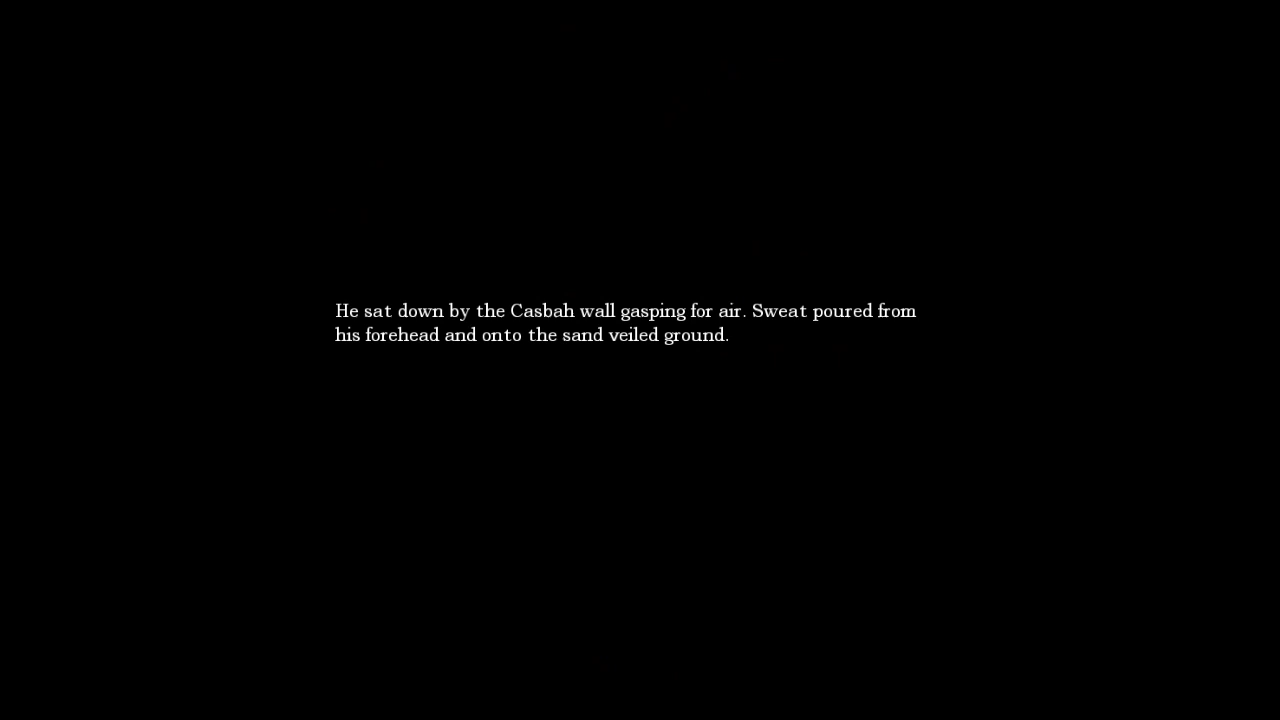 He sat down by the Casbah wall gasping for air. Sweat poured from
his forehead and onto the sand veiled ground.